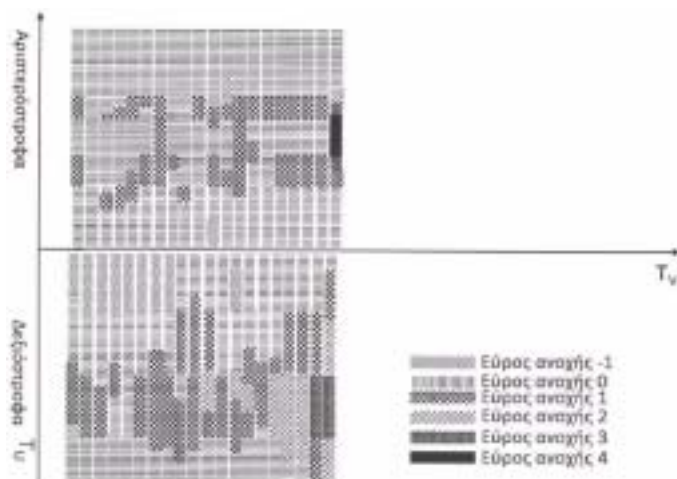 Αριστερόστροφα
T_v
Δεξιόστροφα T_U
Εύρος ανοχής -1
Εύρος ανοχής 0
Εύρος ανοχής 1
Εύρος ανοχής 2
Εύρος ανοχής 3
Εύρος ανοχής 4